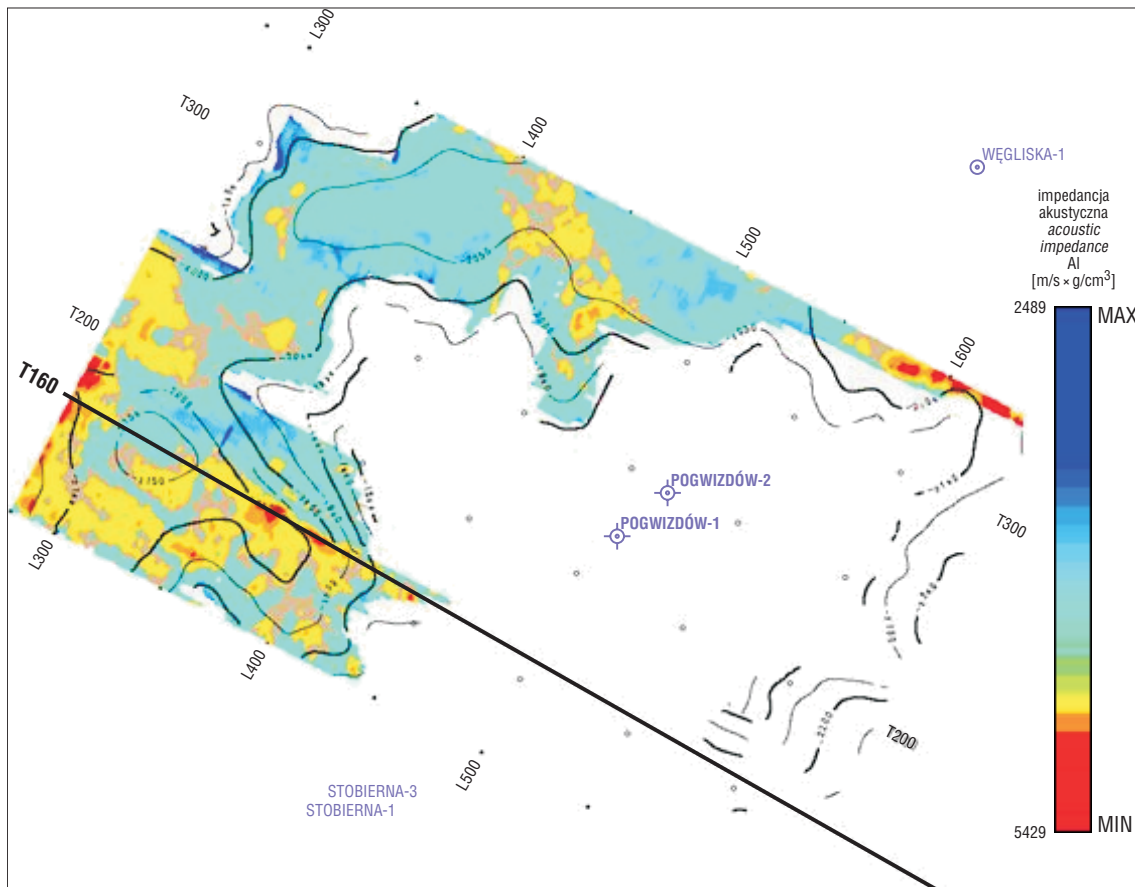 L300
T300
L400
WĘGLISKA-1
impedancja
akustyczna
acoustic
impedance
AI
[m/s × g/cm³]
2489 MAX
L500
T200
L600
T160
POGWIZDÓW-2
POGWIZDÓW-1
T300
L300
L400
T200
L500
STOBIERNA-3
STOBIERNA-1
5429 MIN
-2200